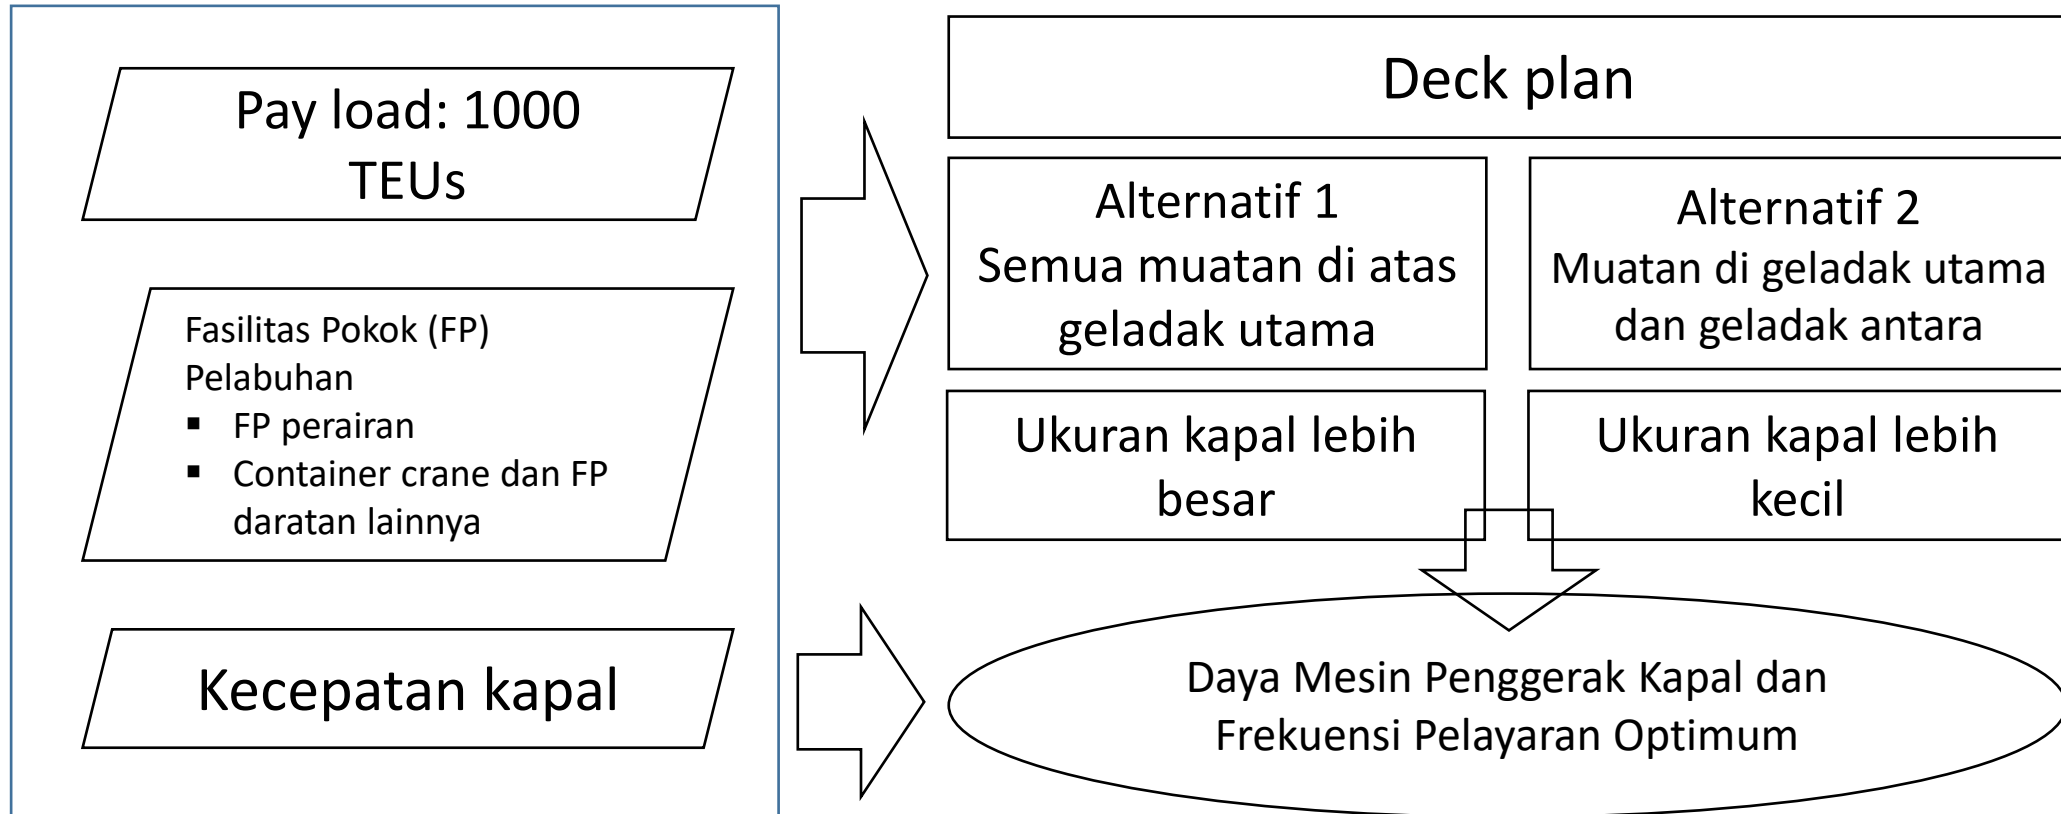 Pay load: 1000
TEUs
Fasilitas Pokok (FP)
Pelabuhan
▪ FP perairan
▪ Container crane dan FP
daratan lainnya
Kecepatan kapal
Deck plan
Alternatif 1
Semua muatan di atas
geladak utama
Alternatif 2
Muatan di geladak utama
dan geladak antara
Ukuran kapal lebih
besar
Ukuran kapal lebih
kecil
Daya Mesin Penggerak Kapal dan
Frekuensi Pelayaran Optimum